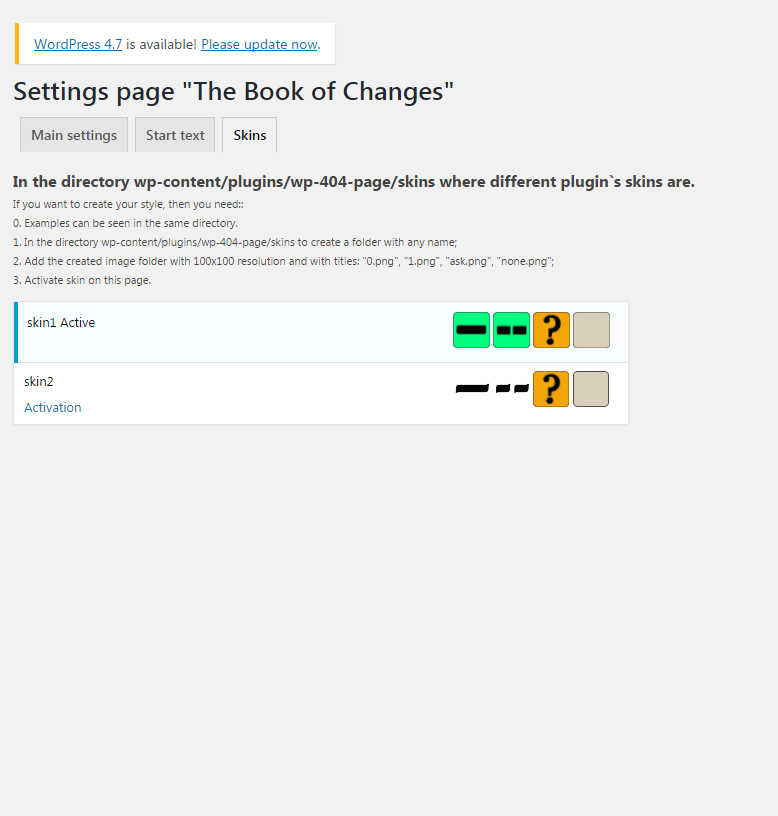 WordPress 4.7 is available! Please update now.
Settings page "The Book of Changes"
Main settings
Start text
Skins
In the directory wp-content/plugins/wp-404-page/skins where different plugin`s skins are.
If you want to create your style, then you need::
0. Examples can be seen in the same directory.
1. In the directory wp-content/plugins/wp-404-page/skins to create a folder with any name;
2. Add the created image folder with 100x100 resolution and with titles: "0.png", "1.png", "ask.png", "none.png";
3. Activate skin on this page.
skin1 Active
?
skin2
?
Activation